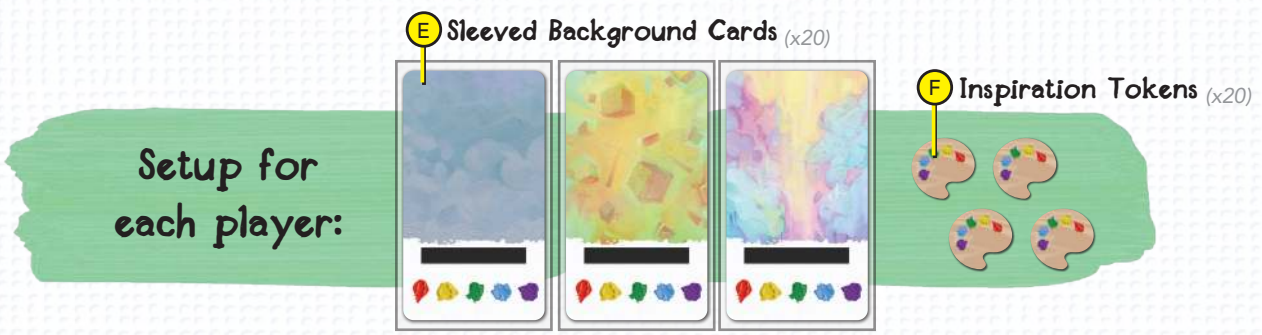 E Sleeved Background Cards (x20)
F Inspiration Tokens (x20)
Setup for
each player: